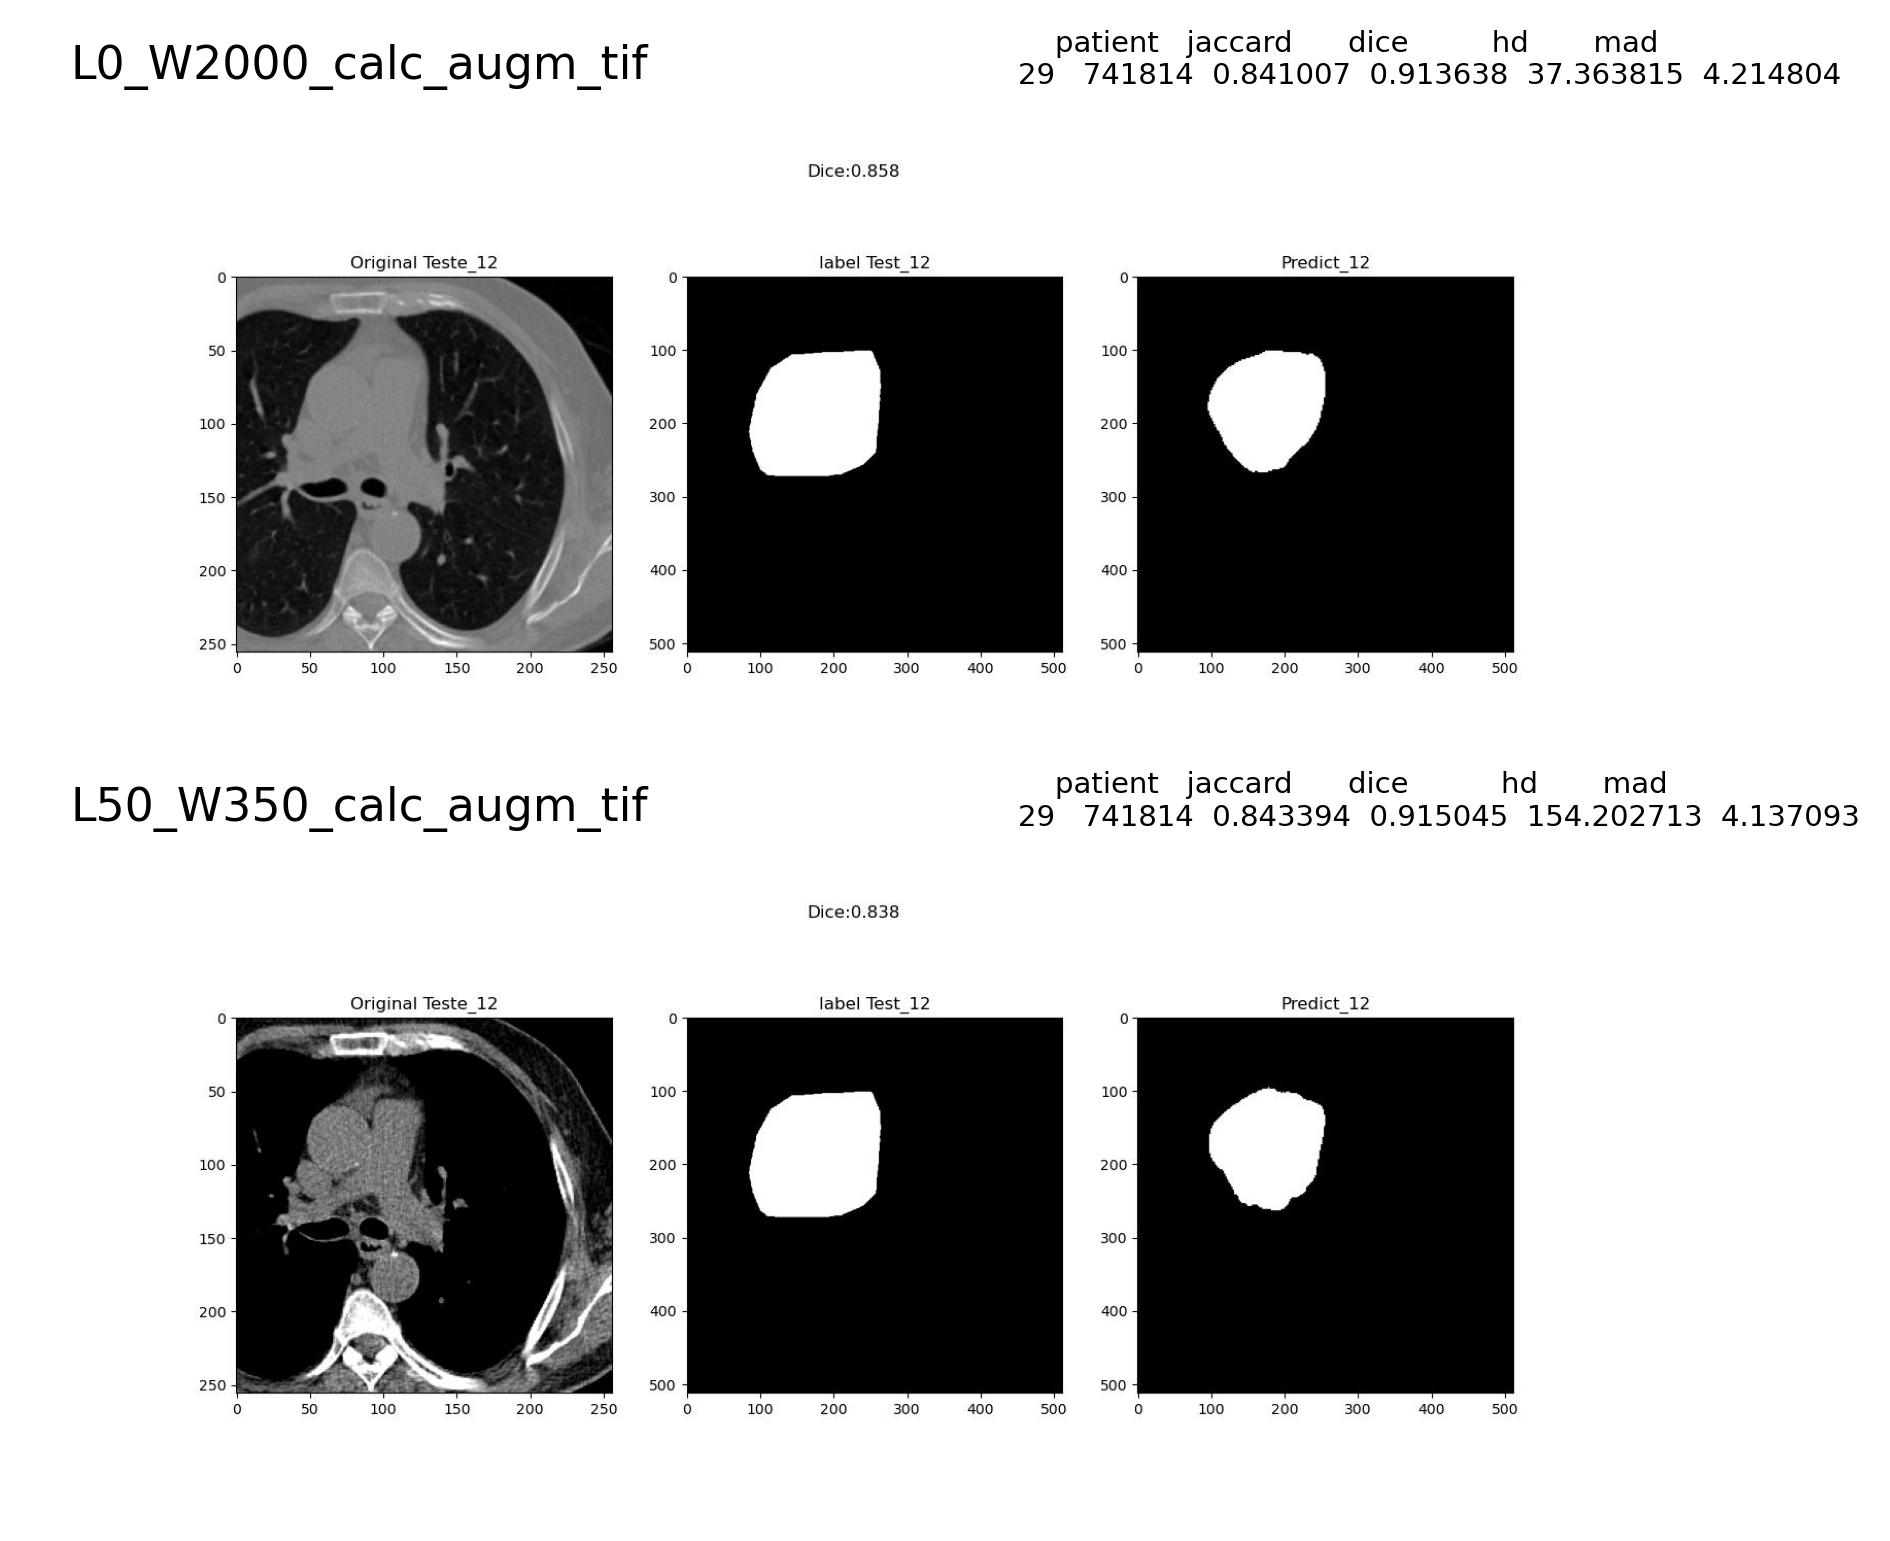 L0_W2000_calc_augm_tif
patient jaccard dice hd mad
29 741814 0.841007 0.913638 37.363815 4.214804
Dice:0.858
Original Teste_12
label Test_12
Predict_12
0
50
100
150
200
250
0 50 100 150 200 250
0
100
200
300
400
500
0 100 200 300 400 500
0
100
200
300
400
500
0 100 200 300 400 500
L50_W350_calc_augm_tif
patient jaccard dice hd mad
29 741814 0.843394 0.915045 154.202713 4.137093
Dice:0.838
Original Teste_12
label Test_12
Predict_12
0
50
100
150
200
250
0 50 100 150 200 250
0
100
200
300
400
500
0 100 200 300 400 500
0
100
200
300
400
500
0 100 200 300 400 500